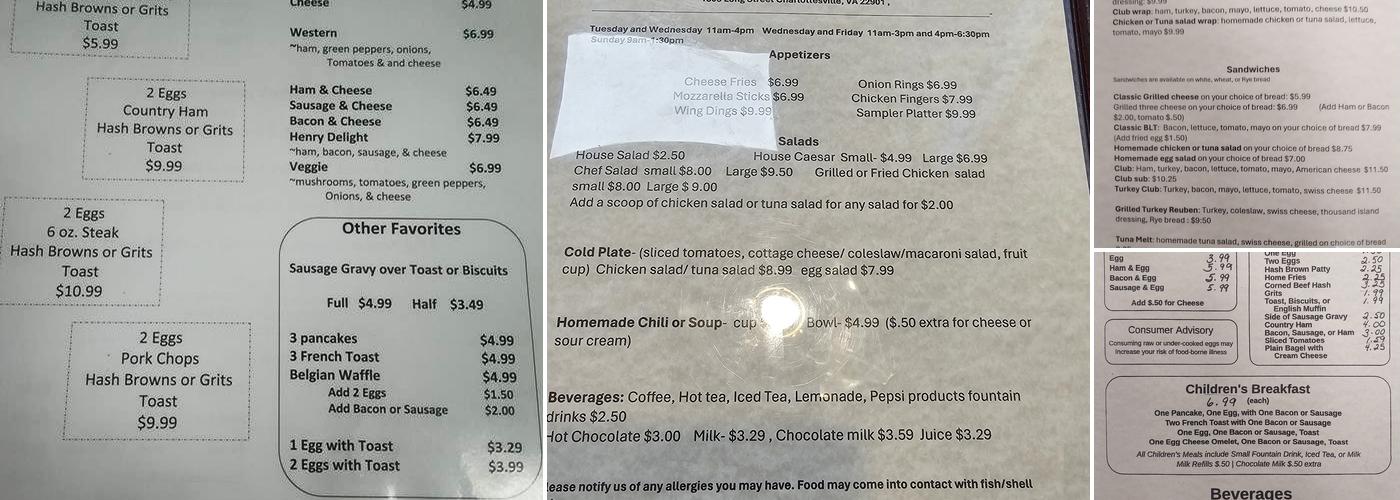 Hash Browns or Grits
Toast
$5.99
2 Eggs
Country Ham
Hash Browns or Grits
Toast
$9.99
2 Eggs
6 oz. Steak
Hash Browns or Grits
Toast
$10.99
2 Eggs
Pork Chops
Hash Browns or Grits
Toast
$9.99
Cheese $4.99
Western $6.99
~ham, green peppers, onions,
Tomatoes & and cheese
Ham & Cheese $6.49
Sausage & Cheese $6.49
Bacon & Cheese $6.49
Henry Delight $7.99
~ham, bacon, sausage, & cheese
Veggie $6.99
~mushrooms, tomatoes, green peppers,
Onions, & cheese
Other Favorites
Sausage Gravy over Toast or Biscuits
Full $4.99 Half $3.49
3 pancakes $4.99
3 French Toast $4.99
Belgian Waffle $4.99
Add 2 Eggs $1.50
Add Bacon or Sausage $2.00
1 Egg with Toast $3.29
2 Eggs with Toast $3.99
Long Street Charlottesville, VA 22901 ,
Tuesday and Wednesday 11am-4pm Wednesday and Friday 11am-3pm and 4pm-6:30pm
Sunday 9am-1:30pm
Appetizers
Cheese Fries $6.99 Onion Rings $6.99
Mozzarella Sticks $6.99 Chicken Fingers $7.99
Wing Dings $9.99 Sampler Platter $9.99
Salads
House Salad $2.50 House Caesar Small- $4.99 Large $6.99
Chef Salad small $8.00 Large $9.50 Grilled or Fried Chicken salad
small $8.00 Large $ 9.00
Add a scoop of chicken salad or tuna salad for any salad for $2.00
Cold Plate- (sliced tomatoes, cottage cheese/ coleslaw/macaroni salad, fruit
cup) Chicken salad/ tuna salad $8.99 egg salad $7.99
Homemade Chili or Soup- cup Bowl- $4.99 ($.50 extra for cheese or
sour cream)
Beverages: Coffee, Hot tea, Iced Tea, Lemonade, Pepsi products fountain
drinks $2.50
Hot Chocolate $3.00 Milk- $3.29 , Chocolate milk $3.59 Juice $3.29
ease notify us of any allergies you may have. Food may come into contact with fish/shell
dressing: $9.99
Club wrap: ham, turkey, bacon, mayo, lettuce, tomato, cheese $10.50
Chicken or Tuna salad wrap: homemade chicken or tuna salad, lettuce,
tomato, mayo $9.99
Sandwiches
Sandwiches are available on white, wheat, or Rye bread
Classic Grilled cheese on your choice of bread: $5.99
Grilled three cheese on your choice of bread: $6.99 (Add Ham or Bacon
$2.00, tomato $.50)
Classic BLT: Bacon, lettuce, tomato, mayo on your choice of bread $7.99
(Add fried egg $1.50)
Homemade chicken or tuna salad on your choice of bread $8.75
Homemade egg salad on your choice of bread $7.00
Club: Ham, turkey, bacon, lettuce, tomato, mayo, American cheese $11.50
Club sub: $10.25
Turkey Club: Turkey, bacon, mayo, lettuce, tomato, swiss cheese $11.50
Grilled Turkey Reuben: Turkey, coleslaw, swiss cheese, thousand island
dressing, Rye bread : $9:50
Tuna Melt: homemade tuna salad, swiss cheese, grilled on choice of bread
Egg 3.99
Ham & Egg 5.99
Bacon & Egg 5.99
Sausage & Egg 5.99
Add $.50 for Cheese
Consumer Advisory
Consuming raw or under-cooked eggs may
increase your risk of food-borne illness
One Egg
Two Eggs 2.50
Hash Brown Patty 2.25
Home Fries
Corned Beef Hash 3.25
Grits 1.99
Toast, Biscuits, or 1.99
English Muffin
Side of Sausage Gravy 2.50
Country Ham 4.00
Bacon, Sausage, or Ham 3.00
Sliced Tomatoes 1.59
Plain Bagel with 4.25
Cream Cheese
Children's Breakfast
6.99 (each)
One Pancake, One Egg, with One Bacon or Sausage
Two French Toast with One Bacon or Sausage
One Egg, One Bacon or Sausage, Toast
One Egg Cheese Omelet, One Bacon or Sausage, Toast
All Children's Meals include Small Fountain Drink, Iced Tea, or Milk
Milk Refills $.50 | Chocolate Milk $.50 extra
Beverages